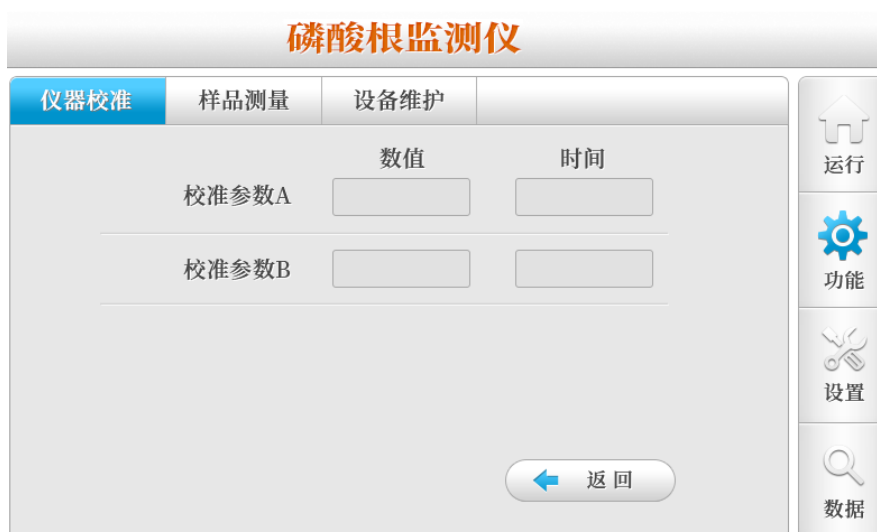 磷酸根监测仪
仪器校准 样品测量 设备维护
数值 时间
校准参数A
校准参数B
返回
运行
功能
设置
数据